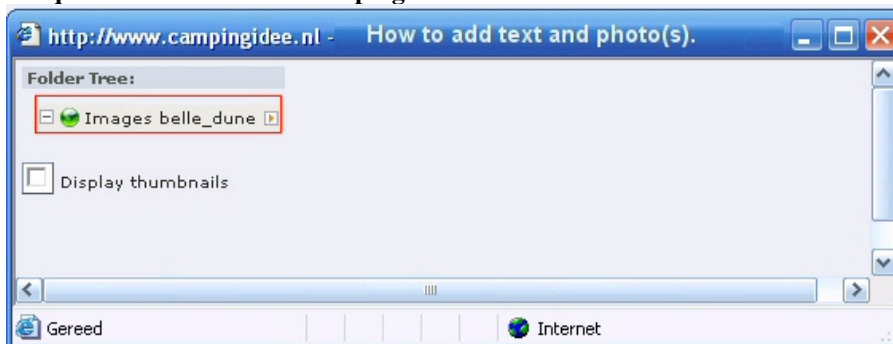 http://www.campingidee.nl - How to add text and photo(s).
Folder Tree:
Images belle_dune
Display thumbnails
Gereed Internet